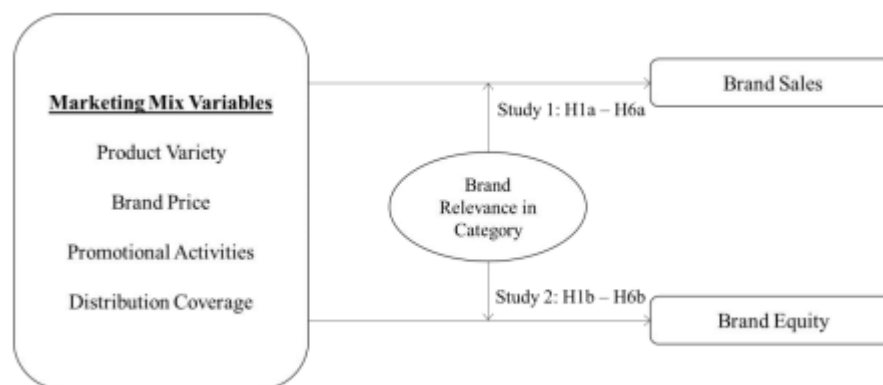 Marketing Mix Variables
Product Variety
Brand Price
Promotional Activities
Distribution Coverage
Brand Sales
Study 1: H1a – H6a
Brand
Relevance in
Category
Study 2: H1b – H6b
Brand Equity